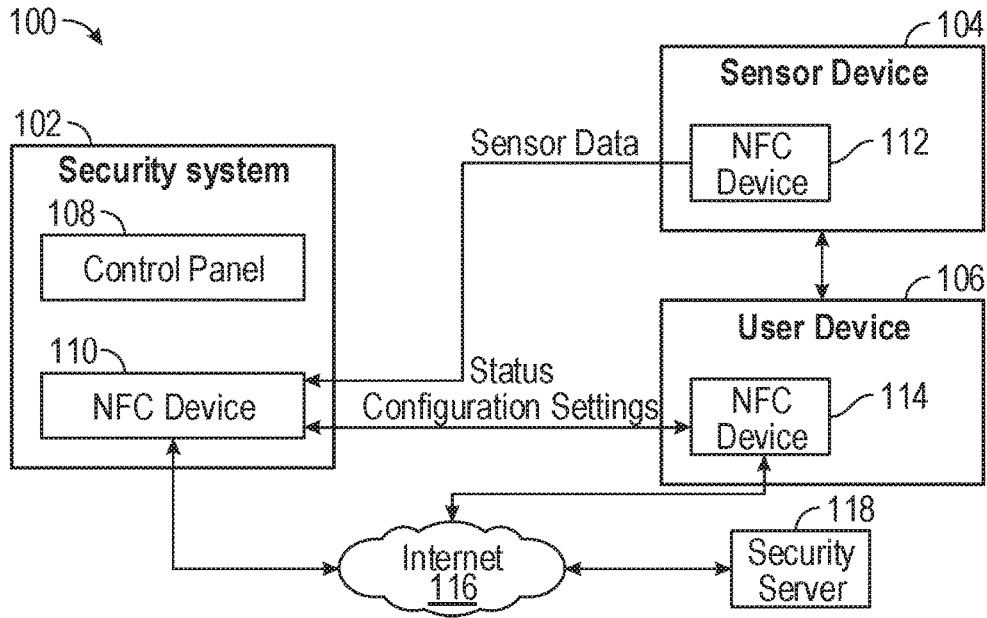 100
104
Sensor Device
NFC
Device
112
102
Security system
Sensor Data
108
Control Panel
106
User Device
110
NFC Device
Status
Configuration Settings
NFC
Device
114
Internet
116
118
Security
Server